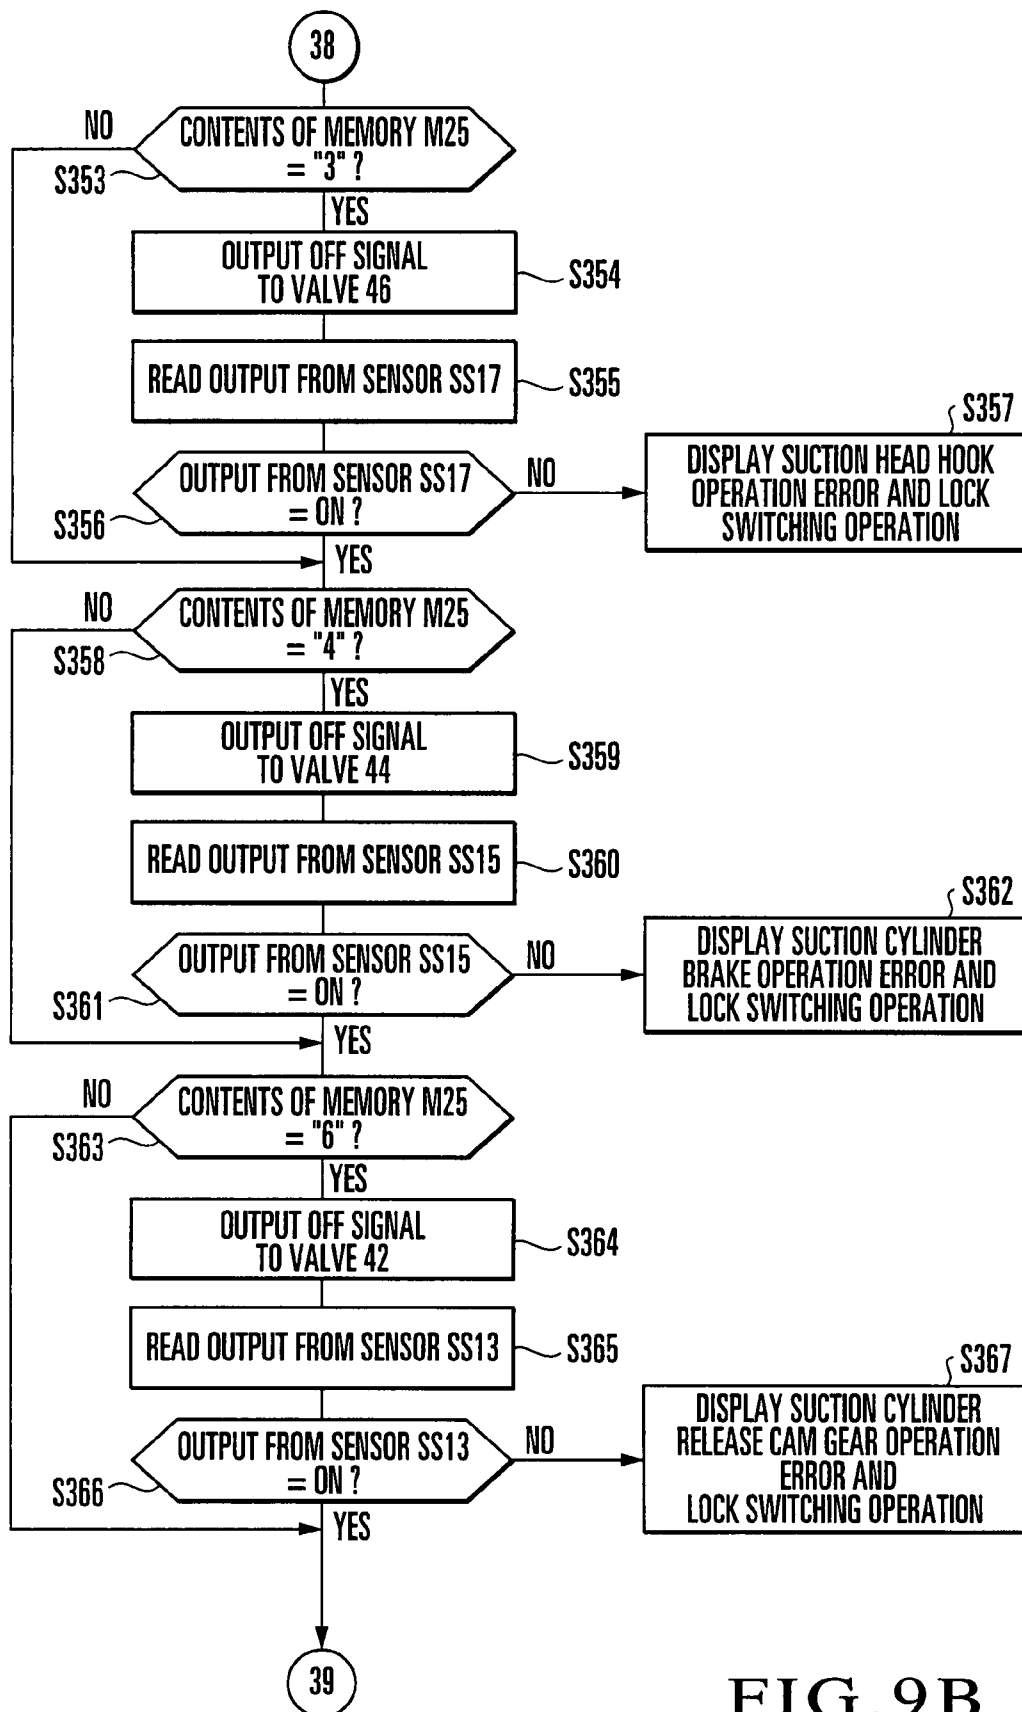 38
NO
CONTENTS OF MEMORY M25
= "3" ?
S353
YES
OUTPUT OFF SIGNAL
TO VALVE 46
S354
READ OUTPUT FROM SENSOR SS17
S355
S357
OUTPUT FROM SENSOR SS17
= ON ?
S356
NO
DISPLAY SUCTION HEAD HOOK
OPERATION ERROR AND LOCK
SWITCHING OPERATION
YES
NO
CONTENTS OF MEMORY M25
= "4" ?
S358
YES
OUTPUT OFF SIGNAL
TO VALVE 44
S359
READ OUTPUT FROM SENSOR SS15
S360
S362
OUTPUT FROM SENSOR SS15
= ON ?
S361
NO
DISPLAY SUCTION CYLINDER
BRAKE OPERATION ERROR AND
LOCK SWITCHING OPERATION
YES
NO
CONTENTS OF MEMORY M25
= "6" ?
S363
YES
OUTPUT OFF SIGNAL
TO VALVE 42
S364
READ OUTPUT FROM SENSOR SS13
S365
S367
OUTPUT FROM SENSOR SS13
= ON ?
S366
NO
DISPLAY SUCTION CYLINDER
RELEASE CAM GEAR OPERATION
ERROR AND
LOCK SWITCHING OPERATION
YES
39
FIG.9B